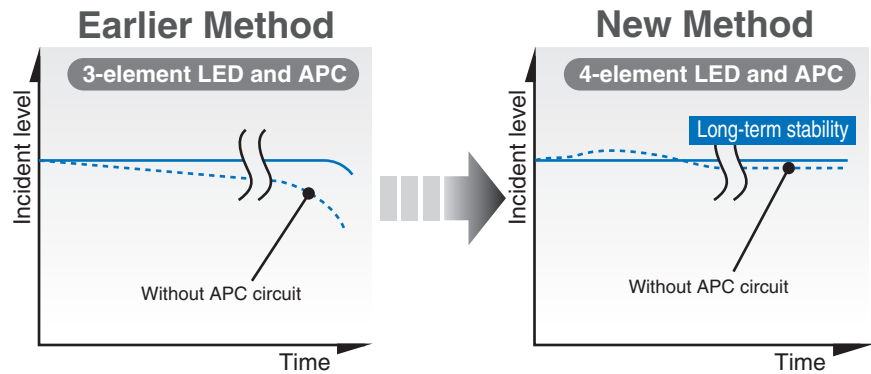 Earlier Method
3-element LED and APC
Incident level
Without APC circuit
Time
New Method
4-element LED and APC
Long-term stability
Incident level
Without APC circuit
Time